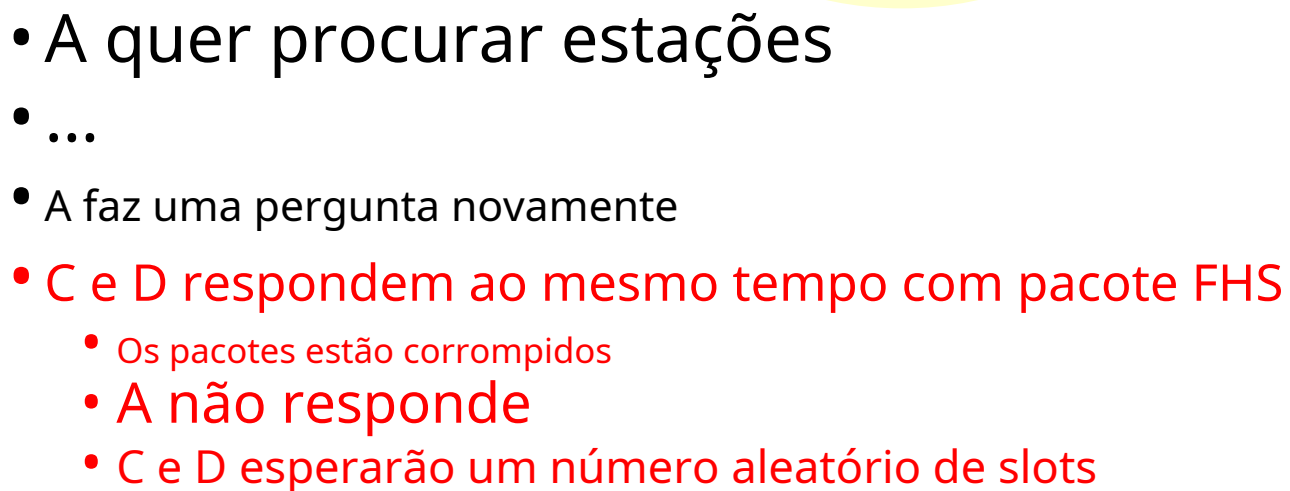 • A quer procurar estações
• ...
• A faz uma pergunta novamente
• C e D respondem ao mesmo tempo com pacote FHS
• Os pacotes estão corrompidos
• A não responde
• C e D esperarão um número aleatório de slots